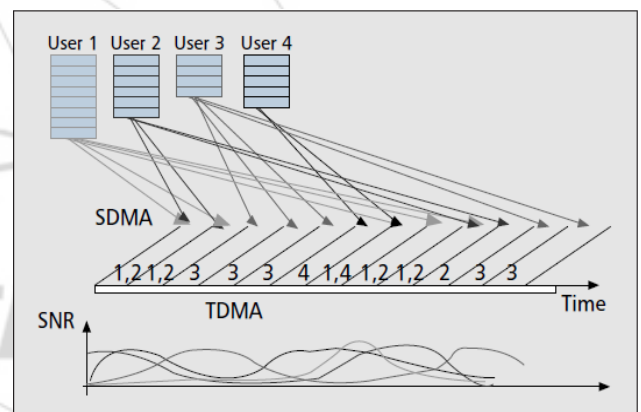 User 1 User 2 User 3 User 4
SDMA
1,2 1,2 3 3 3 4 1,4 1,2 1,2 2 3 3
TDMA
Time
SNR